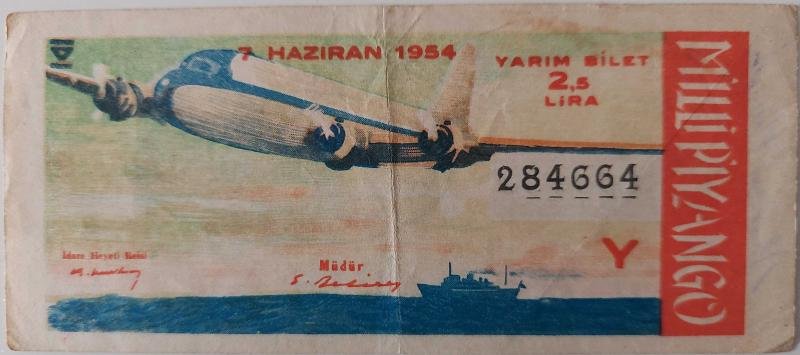 7 HAZİRAN 1954
YARIM BİLET
2,5
LİRA
MİLLİ PİYANGO
284664
Y
İdare Heyeti Reisi
Müdür